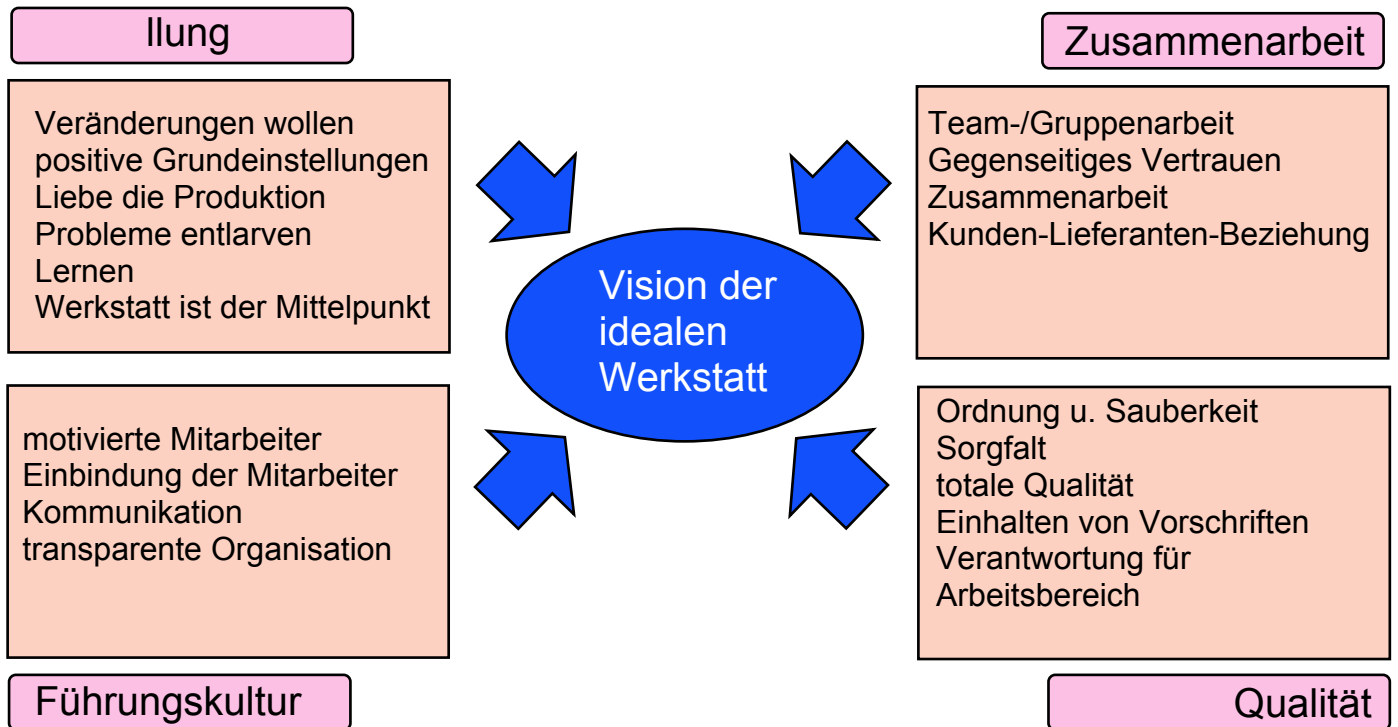 llung
Veränderungen wollen
positive Grundeinstellungen
Liebe die Produktion
Probleme entlarven
Lernen
Werkstatt ist der Mittelpunkt
Zusammenarbeit
Team-/Gruppenarbeit
Gegenseitiges Vertrauen
Zusammenarbeit
Kunden-Lieferanten-Beziehung
Vision der
idealen
Werkstatt
motivierte Mitarbeiter
Einbindung der Mitarbeiter
Kommunikation
transparente Organisation
Führungskultur
Ordnung u. Sauberkeit
Sorgfalt
totale Qualität
Einhalten von Vorschriften
Verantwortung für
Arbeitsbereich
Qualität